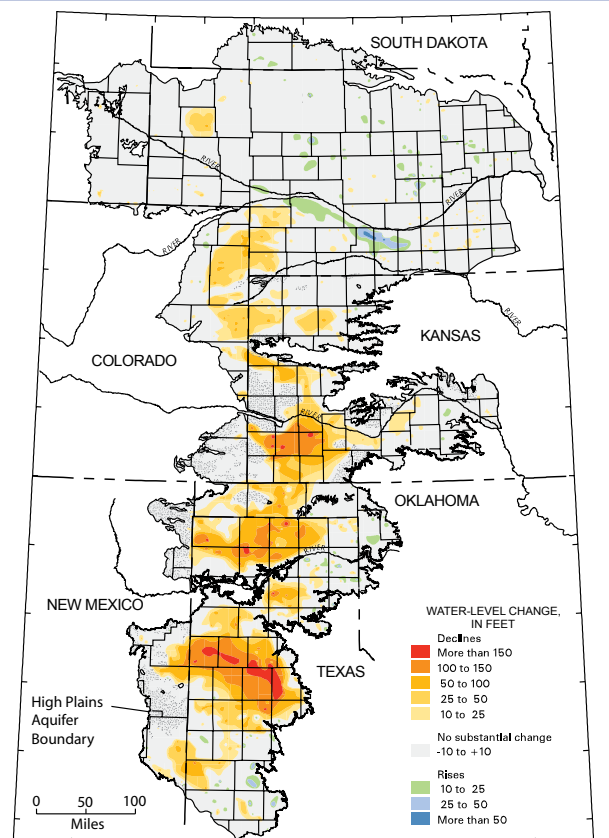 SOUTH DAKOTA
RIVER
RIVER
RIVER
RIVER
KANSAS
COLORADO
RIVER
OKLAHOMA
RIVER
NEW MEXICO
TEXAS
High Plains
Aquifer
Boundary
0 50 100
Miles
WATER-LEVEL CHANGE,
IN FEET
Declines
More than 150
100 to 150
50 to 100
25 to 50
10 to 25
No substantial change
-10 to +10
Rises
10 to 25
25 to 50
More than 50